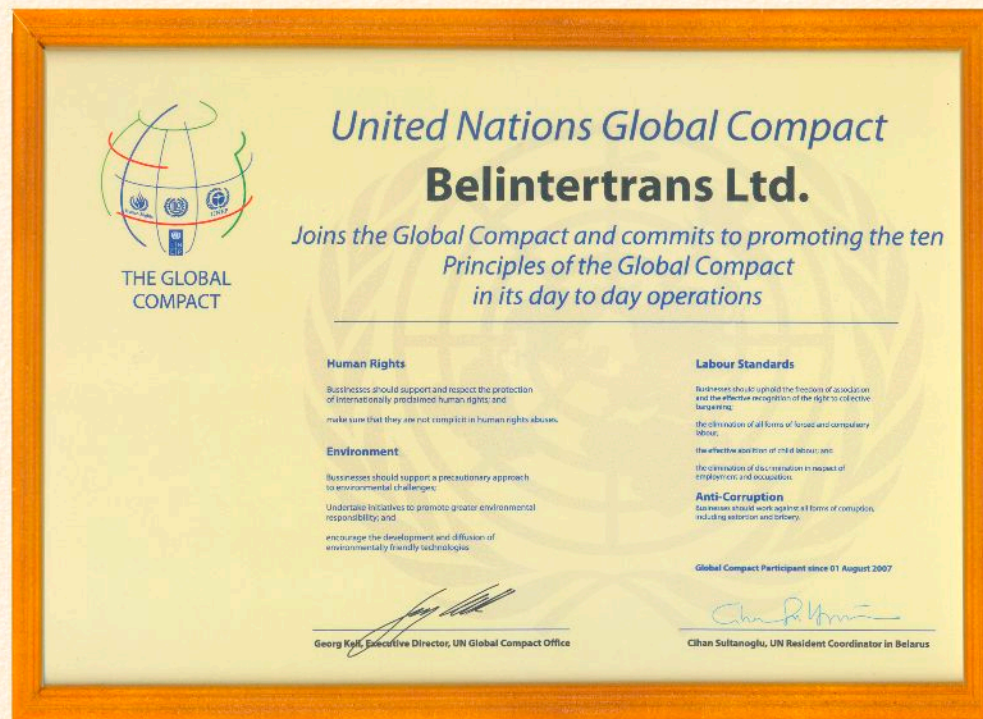 United Nations Global Compact
Belintertrans Ltd.
Joins the Global Compact and commits to promoting the ten
Principles of the Global Compact
in its day to day operations
THE GLOBAL
COMPACT
Human Rights
Bussinesses should support and respect the protection
of internationally proclaimed human rights; and
make sure that they are not complicit in human rights abuses.
Environment
Bussinesses should support a precautionary approach
to environmental challenges;
Undertake initiatives to promote greater environmental
responsibility; and
encourage the development and diffusion of
environmentally friendly technologies
Labour Standards
Businesses should uphold the freedom of association
and the effective recognition of the right to collective
bargaining;
the elimination of all forms of forced and compulsory
labour;
the effective abolition of child labour; and
the elimination of discrimination in respect of
employment and occupation.
Anti-Corruption
Businesses should work against all forms of corruption,
including extortion and bribery.
Global Compact Participant since 01 August 2007
Georg Kell, Executive Director, UN Global Compact Office
Cihan Sultanoglu, UN Resident Coordinator in Belarus